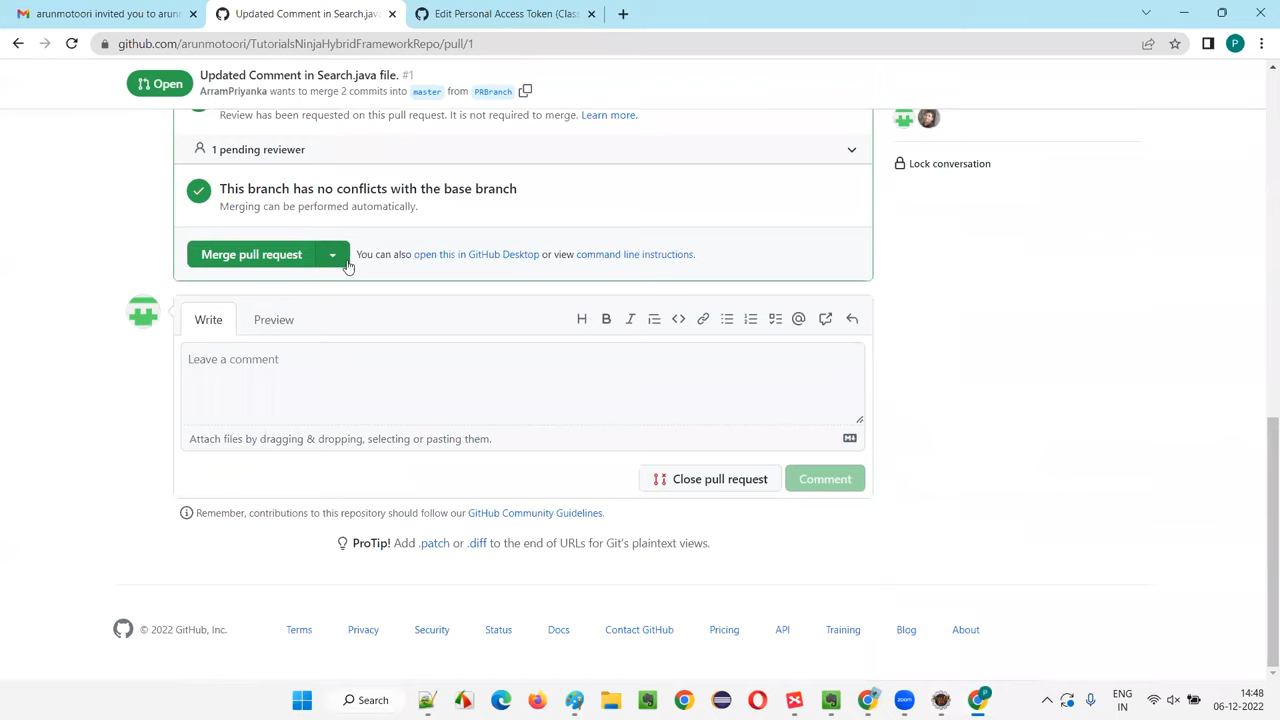 arunmotoori invited you to arunm
Updated Comment in Search.java
Edit Personal Access Token (Class
github.com/arunmotoori/TutorialsNinjaHybridFrameworkRepo/pull/1
P
Open
Updated Comment in Search.java file. #1
ArramPriyanka wants to merge 2 commits into master from PRBranch
Review has been requested on this pull request. It is not required to merge. Learn more.
1 pending reviewer
Lock conversation
This branch has no conflicts with the base branch
Merging can be performed automatically.
Merge pull request
You can also open this in GitHub Desktop or view command line instructions.
Write
Preview
Leave a comment
Attach files by dragging & dropping, selecting or pasting them.
Close pull request
Comment
Remember, contributions to this repository should follow our GitHub Community Guidelines.
ProTip! Add .patch or .diff to the end of URLs for Git's plaintext views.
© 2022 GitHub, Inc.
Terms
Privacy
Security
Status
Docs
Contact GitHub
Pricing
API
Training
Blog
About
Search
ENG
IN
14:48
06-12-2022